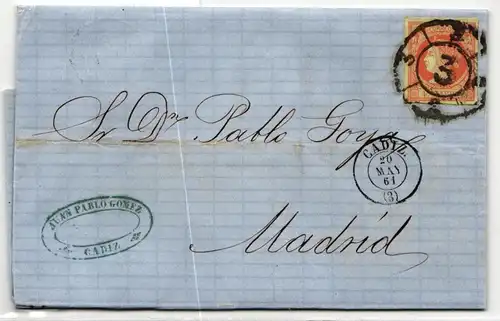 3
Sr Dn Pablo Goya
CADIZ
20
MAY
61
(3)
Madrid
JUAN PABLO GOMEZ
CADIZ